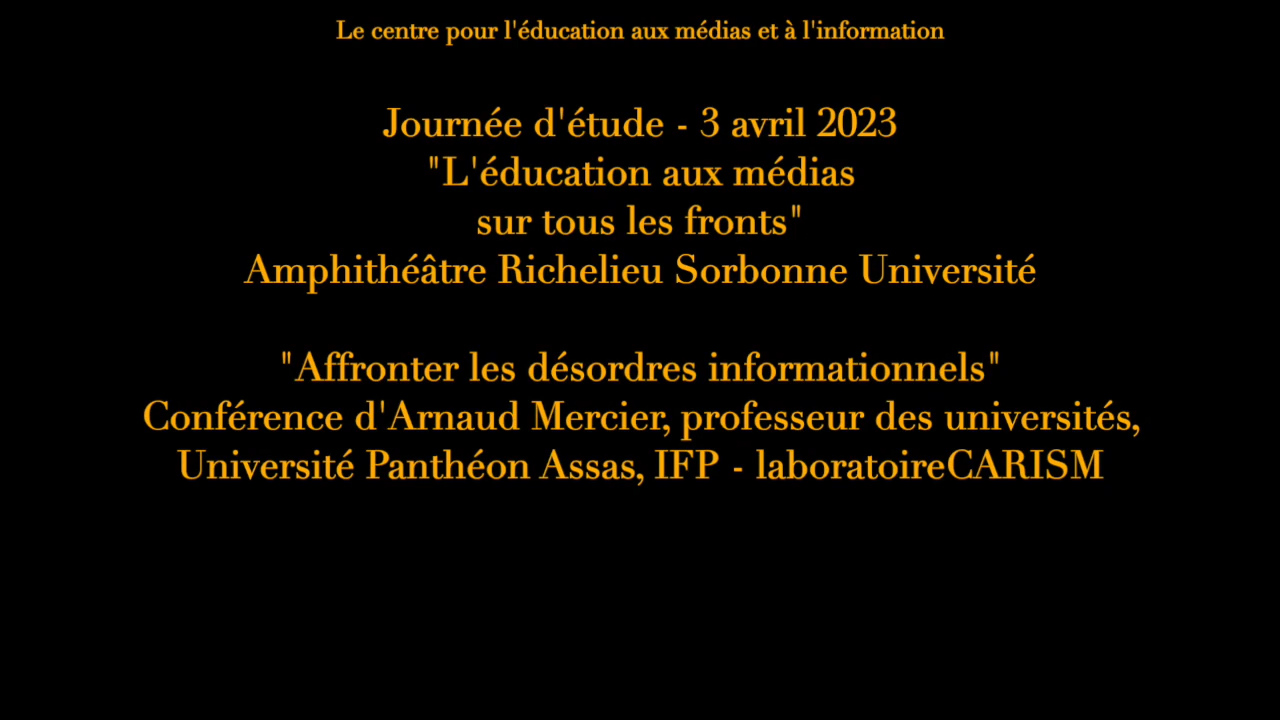 Le centre pour l'éducation aux médias et à l'information
Journée d'étude - 3 avril 2023
"L'éducation aux médias
sur tous les fronts"
Amphithéâtre Richelieu Sorbonne Université
"Affronter les désordres informationnels"
Conférence d'Arnaud Mercier, professeur des universités,
Université Panthéon Assas, IFP - laboratoireCARISM